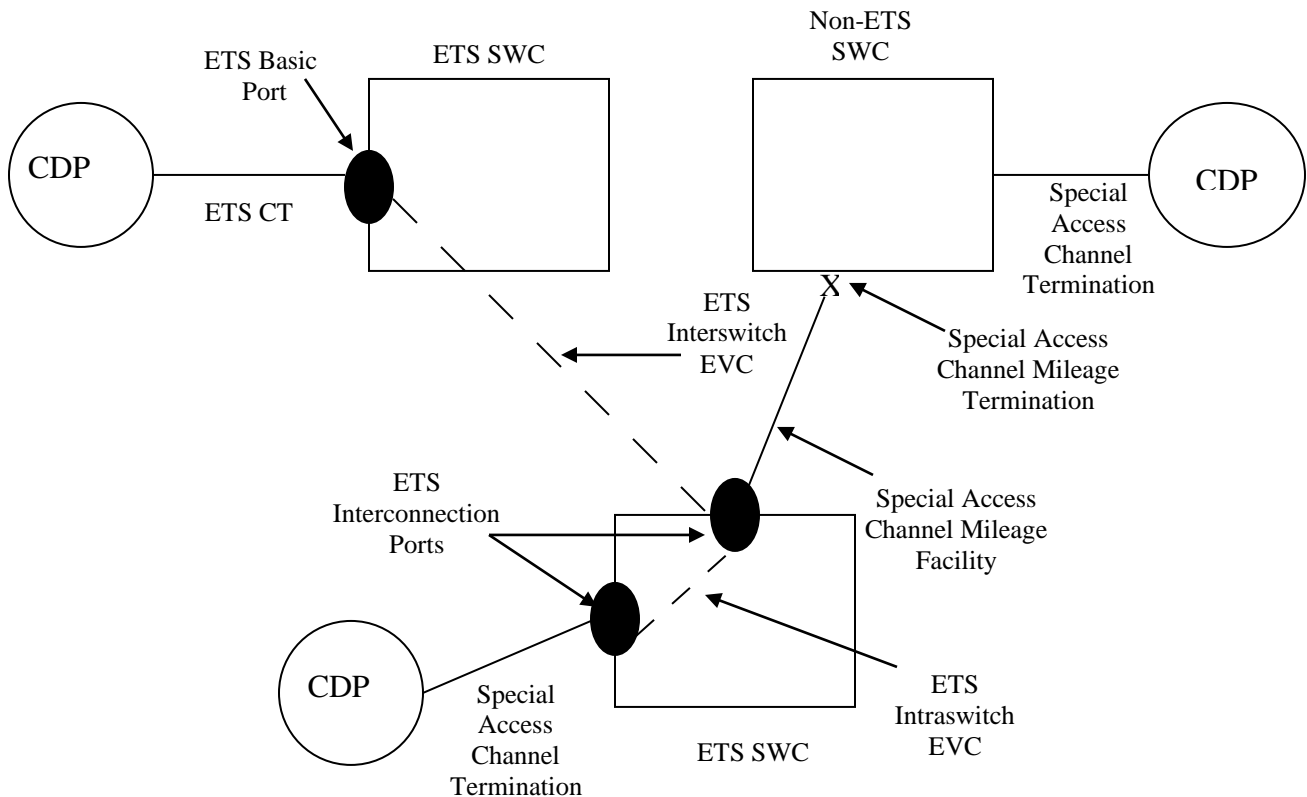 Non-ETS
SWC
ETS SWC
ETS Basic
Port
CDP
CDP
ETS CT
Special
Access
Channel
Termination
X
ETS
Interswitch
EVC
Special Access
Channel Mileage
Termination
ETS
Interconnection
Ports
Special Access
Channel Mileage
Facility
CDP
Special
Access
Channel
Termination
ETS
Intraswitch
EVC
ETS SWC